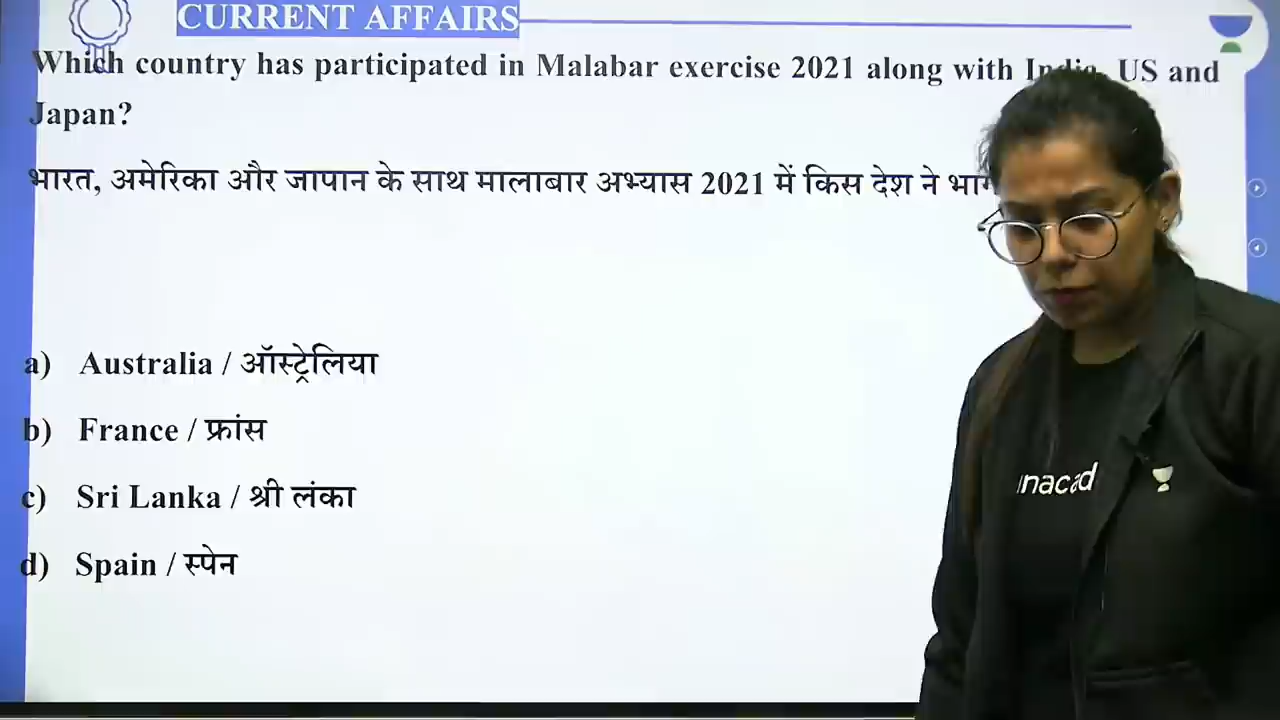 CURRENT AFFAIRS
Which country has participated in Malabar exercise 2021 along with India, US and
Japan?
भारत, अमेरिका और जापान के साथ मालाबार अभ्यास 2021 में किस देश ने
a) Australia / ऑस्ट्रेलिया
b) France / फ्रांस
c) Sri Lanka / श्री लंका
d) Spain / स्पेन